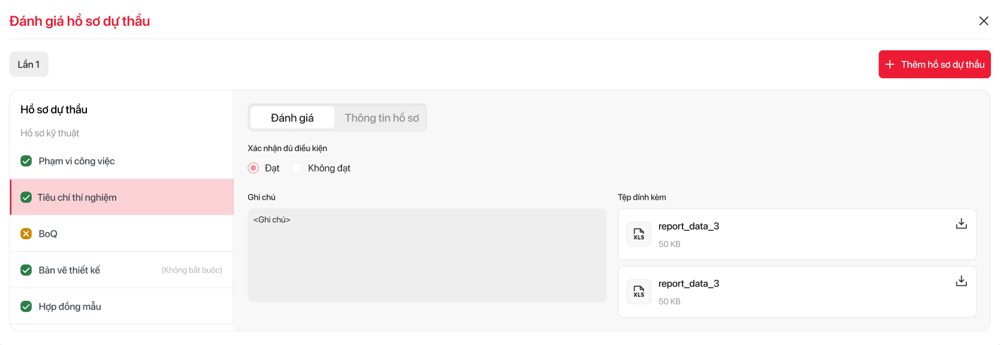 Đánh giá hồ sơ dự thầu
Lần 1
Thêm hồ sơ dự thầu
Hồ sơ dự thầu
Hồ sơ kỹ thuật
Phạm vi công việc
Tiêu chí thí nghiệm
BoQ
Bản vẽ thiết kế (Không bắt buộc)
Hợp đồng mẫu
Đánh giá Thông tin hồ sơ
Xác nhận đủ điều kiện
Đạt Không đạt
Ghi chú
<Ghi chú>
Tệp đính kèm
XLS
report_data_3
50 KB
XLS
report_data_3
50 KB